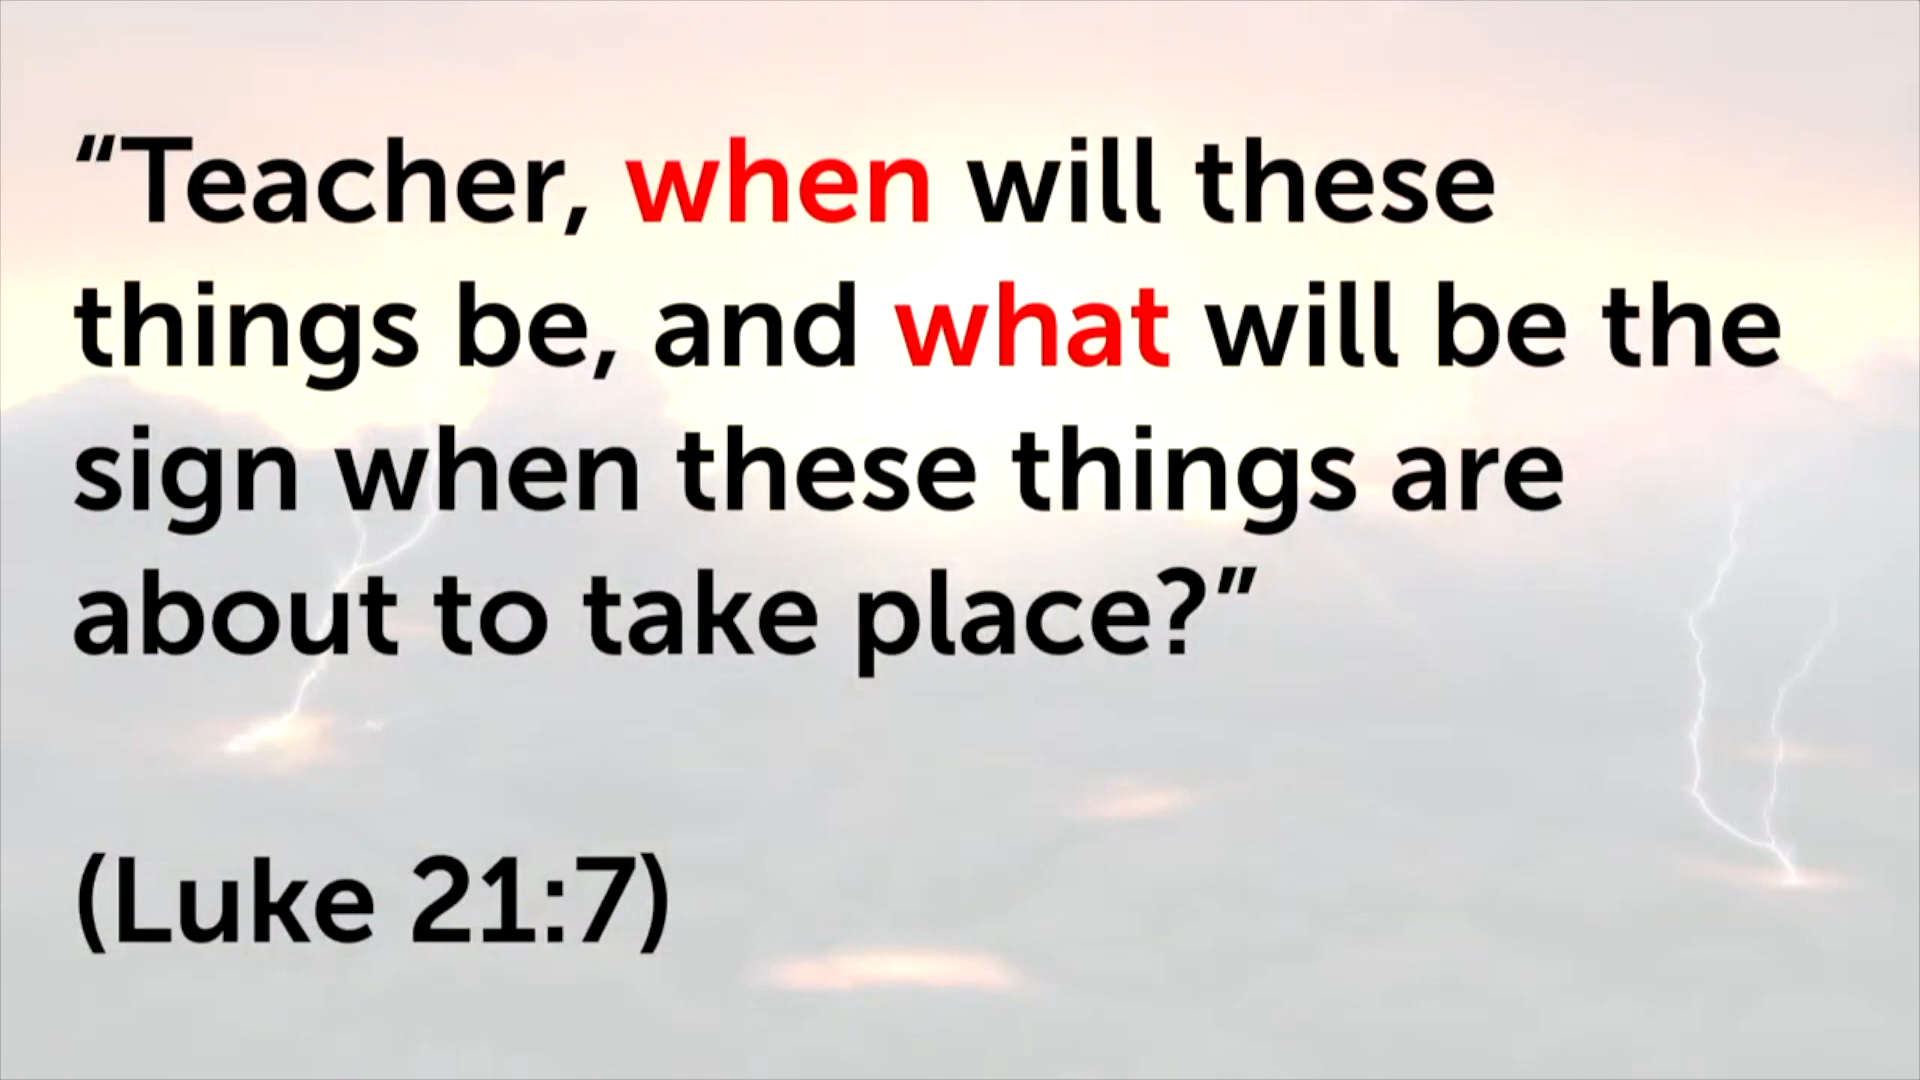 “Teacher, when will these
things be, and what will be the
sign when these things are
about to take place?”
(Luke 21:7)